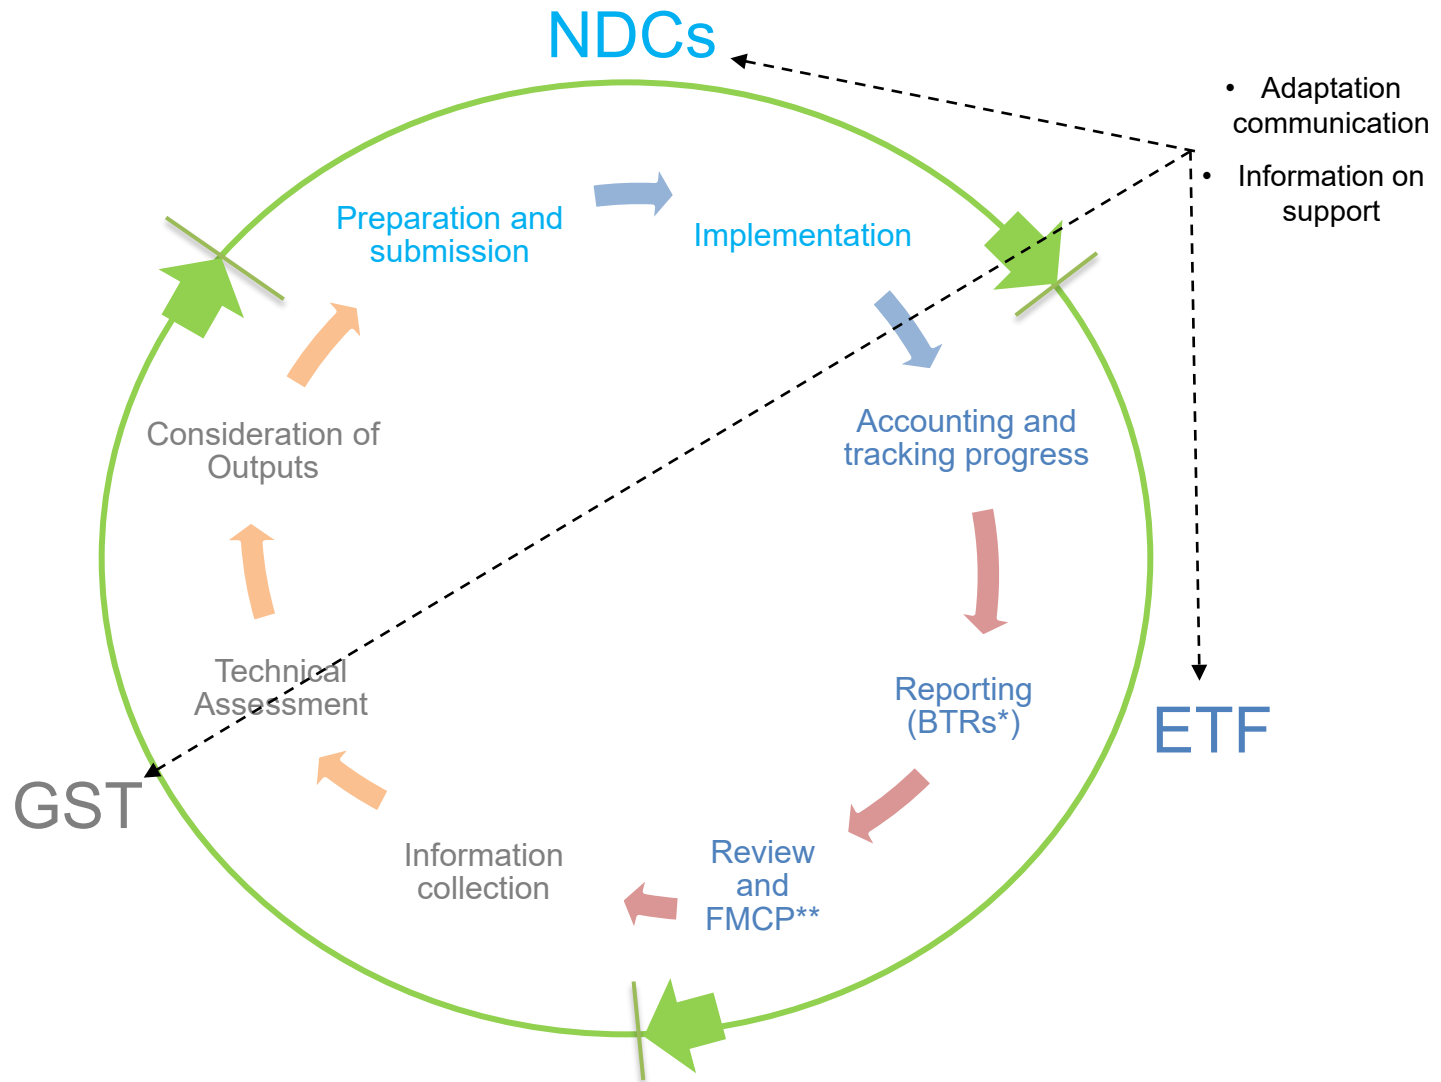 NDCs
• Adaptation
communication
• Information on
support
Preparation and
submission
Implementation
Accounting and
tracking progress
Reporting
(BTRs*)
ETF
Review
and
FMCP**
Information
collection
GST
Technical
Assessment
Consideration of
Outputs